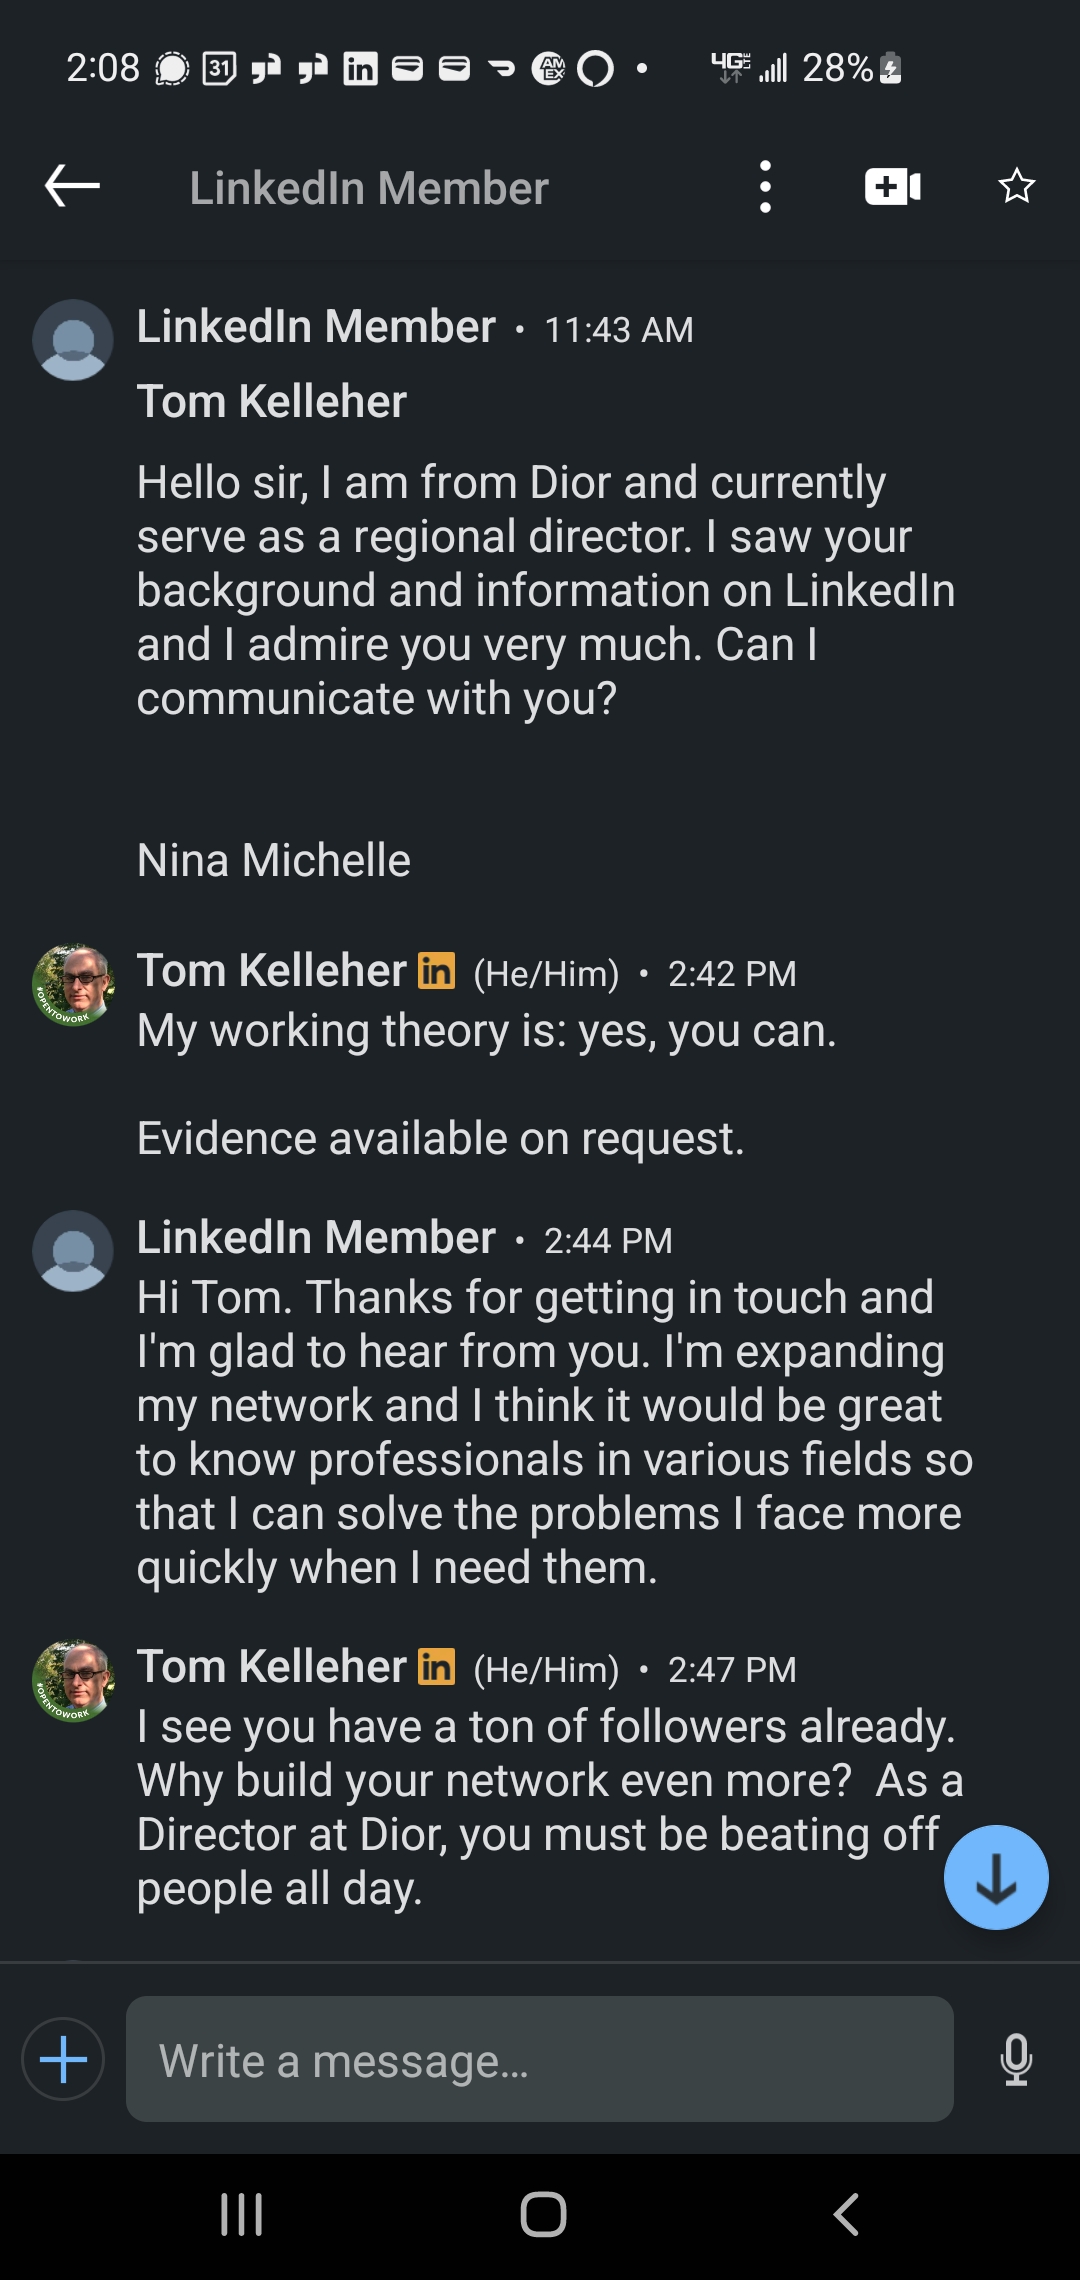 2:08 31 in AM EX 4G LTE 28%
LinkedIn Member
LinkedIn Member • 11:43 AM
Tom Kelleher
Hello sir, I am from Dior and currently
serve as a regional director. I saw your
background and information on LinkedIn
and I admire you very much. Can I
communicate with you?
Nina Michelle
Tom Kelleher in (He/Him) • 2:42 PM
#OPENTOWORK
My working theory is: yes, you can.
Evidence available on request.
LinkedIn Member • 2:44 PM
Hi Tom. Thanks for getting in touch and
I'm glad to hear from you. I'm expanding
my network and I think it would be great
to know professionals in various fields so
that I can solve the problems I face more
quickly when I need them.
Tom Kelleher in (He/Him) • 2:47 PM
#OPENTOWORK
I see you have a ton of followers already.
Why build your network even more?  As a
Director at Dior, you must be beating off
people all day.
Write a message...